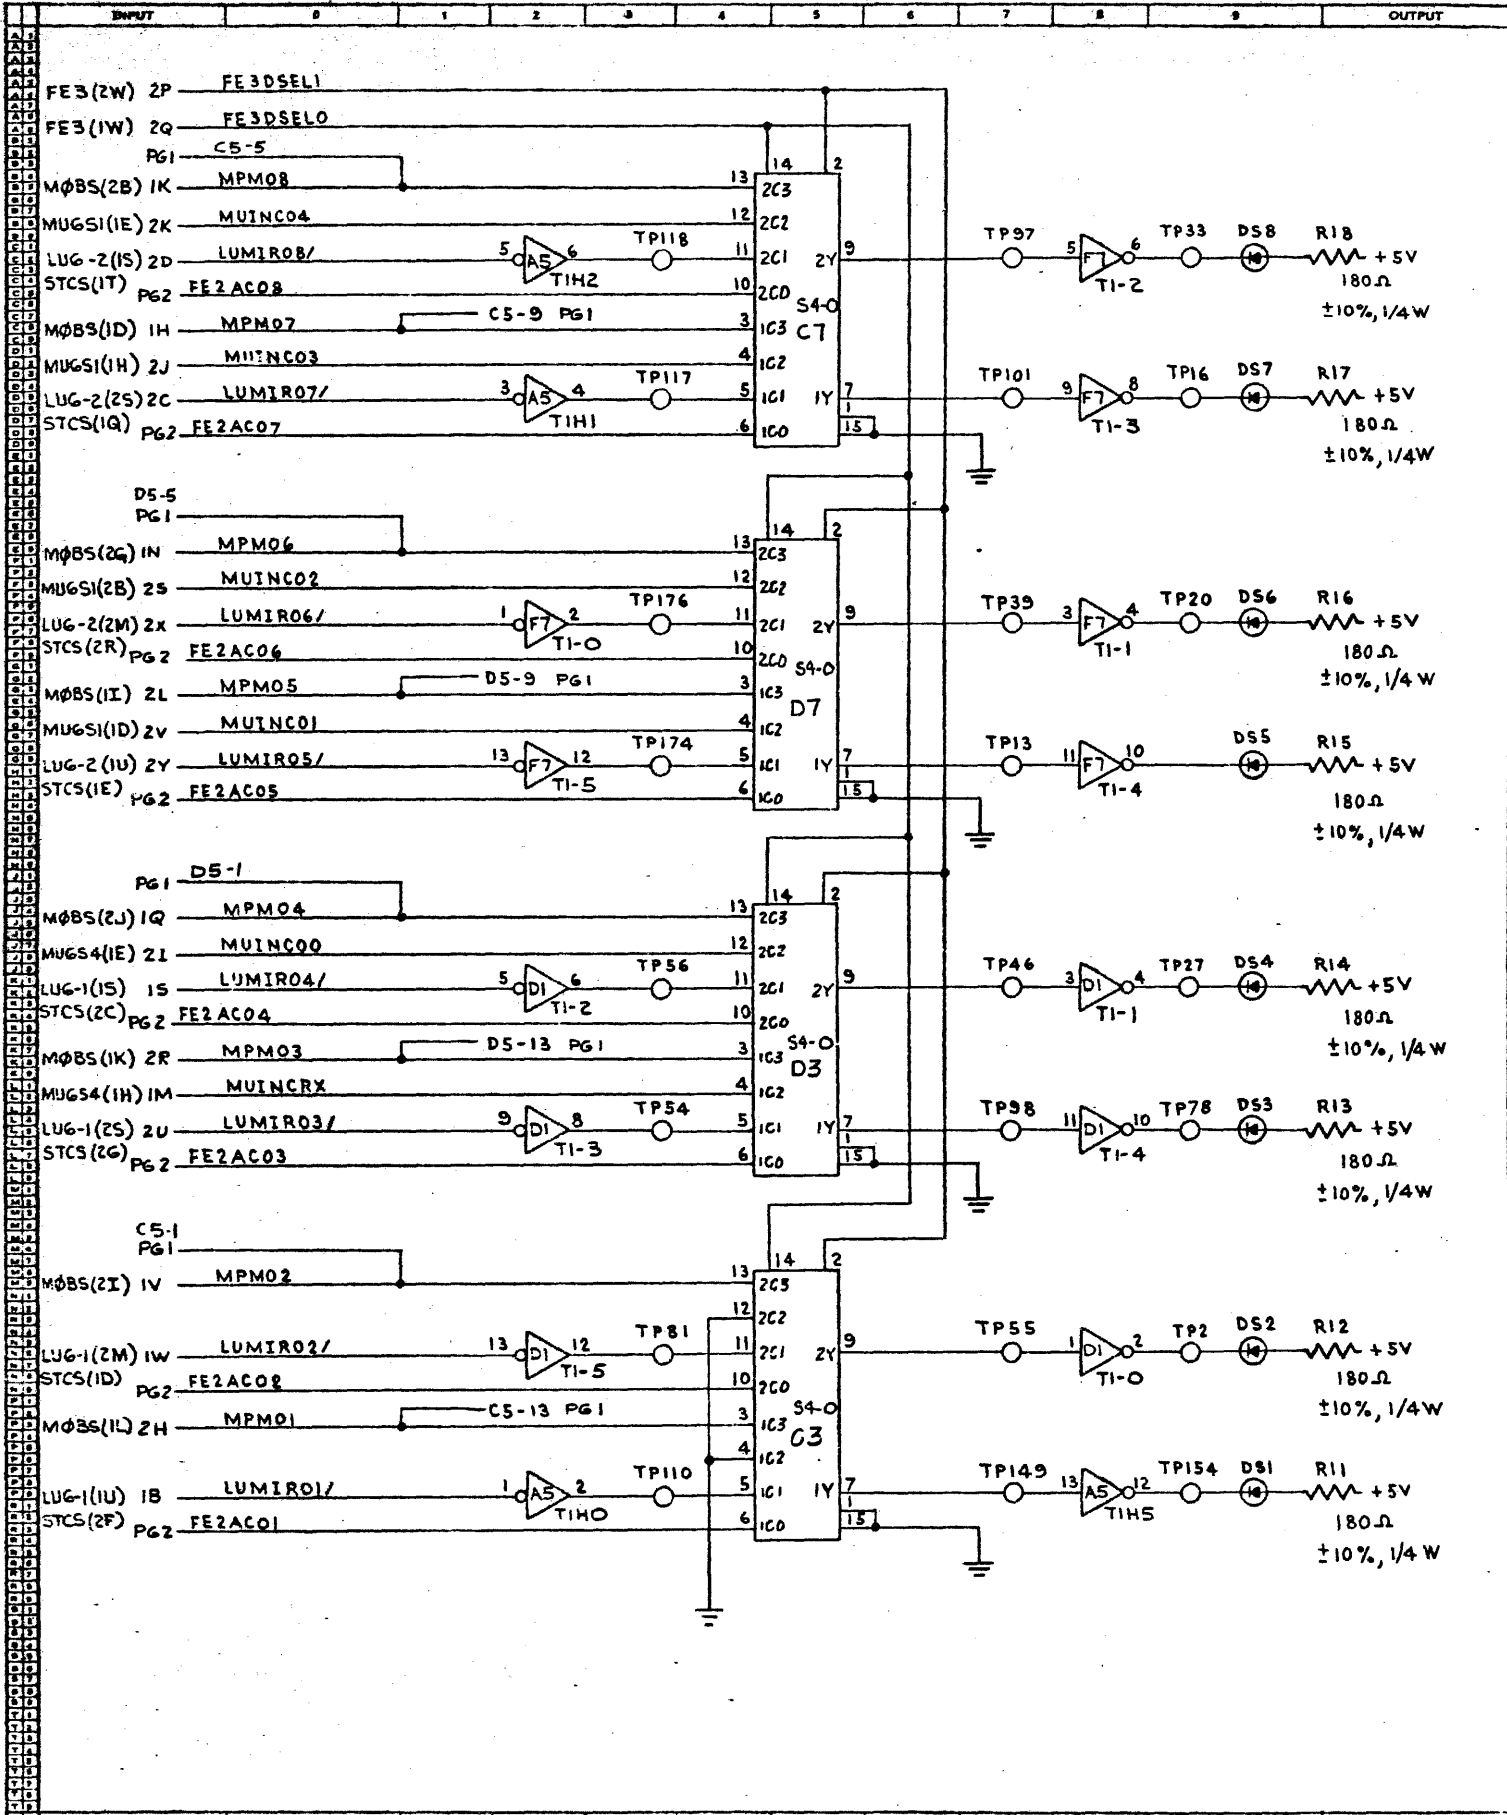 INPUT 0 1 2 3 4 5 6 7 8 9 OUTPUT
FE3(2W) 2P FE3DSEL1
FE3(1W) 2Q FE3DSEL0
PG1 C5-5
14 2
MØBS(2B) 1K MPM08 13 2C3
MUGS1(1E) 2K MUINC04 12 2C2
LUG-2(1S) 2D LUMIR08/ 5 A5 6 T1H2 TP118 11 2C1 2Y 9 TP97 5 F7 6 T1-2 TP33 DS8 R18 +5V
180Ω
±10%, 1/4W
STCS(1T) PG2 FE2AC08 10 2C0
S4-0
C7
MØBS(1D) 1H MPM07 C5-9 PG1 3 1C3
MUGS1(1H) 2J MUINC03 4 1C2
LUG-2(2S) 2C LUMIR07/ 3 A5 4 T1H1 TP117 5 1C1 1Y 7 TP101 9 F7 8 T1-3 TP16 DS7 R17 +5V
180Ω
±10%, 1/4W
1
15
STCS(1Q) PG2 FE2AC07 6 1C0
D5-5
PG1
14 2
MØBS(2G) 1N MPM06 13 2C3
MUGS1(2B) 2S MUINC02 12 2C2
LUG-2(2M) 2X LUMIR06/ 1 F7 2 T1-0 TP176 11 2C1 2Y 9 TP39 3 F7 4 T1-1 TP20 DS6 R16 +5V
180Ω
±10%, 1/4W
STCS(2R) PG2 FE2AC06 10 2C0
S4-0
D7
MØBS(1I) 2L MPM05 D5-9 PG1 3 1C3
MUGS1(1D) 2V MUINC01 4 1C2
LUG-2(1U) 2Y LUMIR05/ 13 F7 12 T1-5 TP174 5 1C1 1Y 7 TP13 11 F7 10 T1-4 DS5 R15 +5V
180Ω
±10%, 1/4W
1
15
STCS(1E) PG2 FE2AC05 6 1C0
PG1 D5-1
14 2
MØBS(2J) 1Q MPM04 13 2C3
MUGS4(1E) 2I MUINC00 12 2C2
LUG-1(1S) 1S LUMIR04/ 5 D1 6 T1-2 TP56 11 2C1 2Y 9 TP46 3 D1 4 T1-1 TP27 DS4 R14 +5V
180Ω
±10%, 1/4W
STCS(2C) PG2 FE2AC04 10 2C0
S4-0
D3
MØBS(1K) 2R MPM03 D5-13 PG1 3 1C3
MUGS4(1H) 1M MUINCRX 4 1C2
LUG-1(2S) 2U LUMIR03/ 9 D1 8 T1-3 TP54 5 1C1 1Y 7 TP98 11 D1 10 T1-4 TP78 DS3 R13 +5V
180Ω
±10%, 1/4W
1
15
STCS(2G) PG2 FE2AC03 6 1C0
C5-1
PG1
14 2
MØBS(2I) 1V MPM02 13 2C3
12 2C2
LUG-1(2M) 1W LUMIR02/ 13 D1 12 T1-5 TP81 11 2C1 2Y 9 TP55 1 D1 2 T1-0 TP2 DS2 R12 +5V
180Ω
±10%, 1/4W
STCS(1D) PG2 FE2AC02 10 2C0
S4-0
C3
MØBS(1L) 2H MPM01 C5-13 PG1 3 1C3
4 1C2
LUG-1(1U) 1B LUMIR01/ 1 A5 2 T1H0 TP110 5 1C1 1Y 7 TP149 13 A5 12 T1H5 TP154 DS1 R11 +5V
180Ω
±10%, 1/4W
1
15
STCS(2F) PG2 FE2AC01 6 1C0